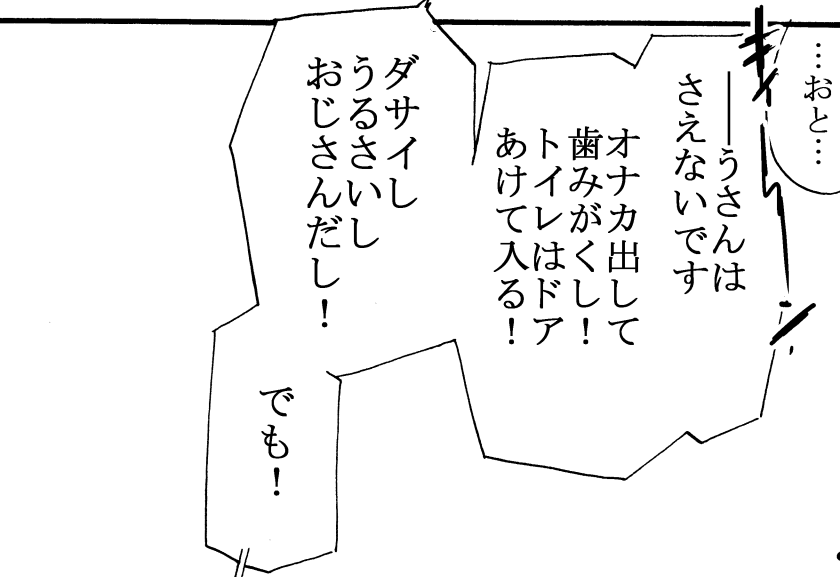 …おと…
――うさんは
さえないです
オナカ出して
歯みがくし！
トイレはドア
あけて入る！
ダサイし
うるさいし
おじさんだし！
でも！